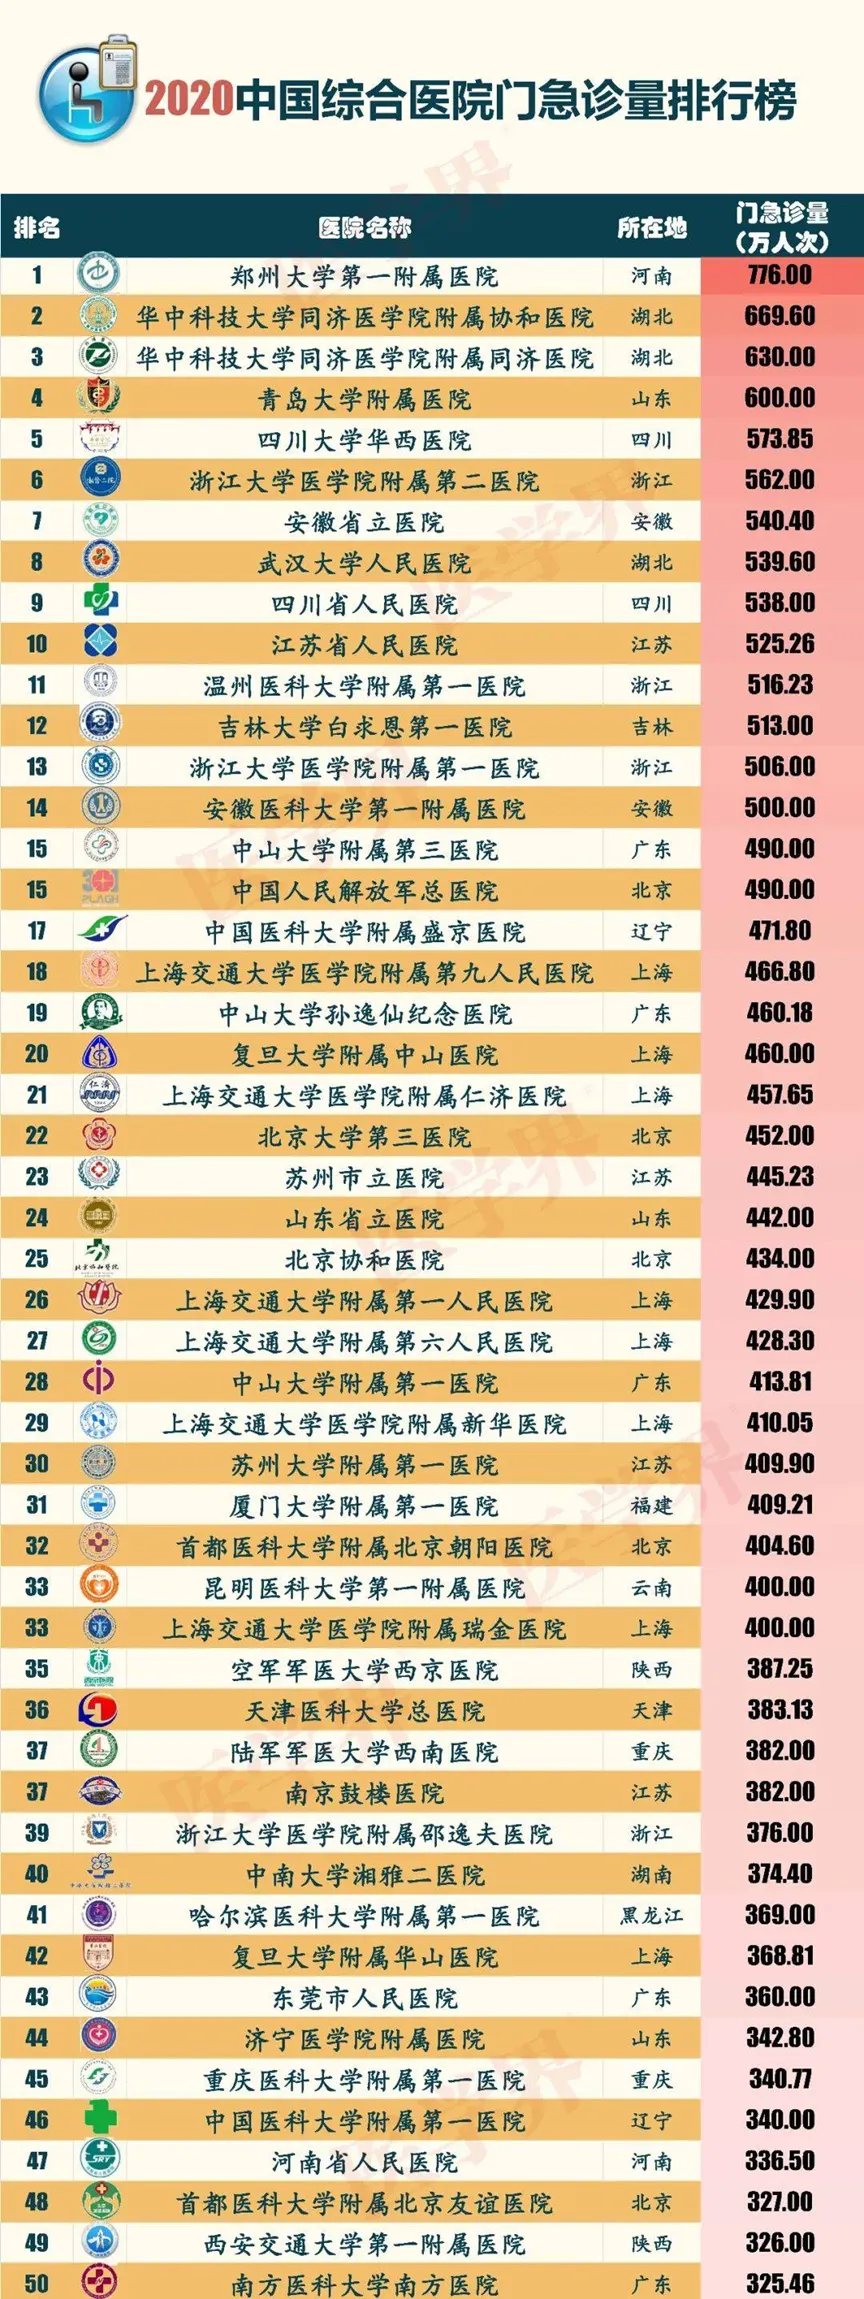 2020中国综合医院门急诊量排行榜
排名 医院名称 所在地 门急诊量（万人次）
1 郑州大学第一附属医院 河南 776.00
2 华中科技大学同济医学院附属协和医院 湖北 669.60
3 华中科技大学同济医学院附属同济医院 湖北 630.00
4 青岛大学附属医院 山东 600.00
5 四川大学华西医院 四川 573.85
6 浙江大学医学院附属第二医院 浙江 562.00
7 安徽省立医院 安徽 540.40
8 武汉大学人民医院 湖北 539.60
9 四川省人民医院 四川 538.00
10 江苏省人民医院 江苏 525.26
11 温州医科大学附属第一医院 浙江 516.23
12 吉林大学白求恩第一医院 吉林 513.00
13 浙江大学医学院附属第一医院 浙江 506.00
14 安徽医科大学第一附属医院 安徽 500.00
15 中山大学附属第三医院 广东 490.00
15 中国人民解放军总医院 北京 490.00
17 中国医科大学附属盛京医院 辽宁 471.80
18 上海交通大学医学院附属第九人民医院 上海 466.80
19 中山大学孙逸仙纪念医院 广东 460.18
20 复旦大学附属中山医院 上海 460.00
21 上海交通大学医学院附属仁济医院 上海 457.65
22 北京大学第三医院 北京 452.00
23 苏州市立医院 江苏 445.23
24 山东省立医院 山东 442.00
25 北京协和医院 北京 434.00
26 上海交通大学附属第一人民医院 上海 429.90
27 上海交通大学附属第六人民医院 上海 428.30
28 中山大学附属第一医院 广东 413.81
29 上海交通大学医学院附属新华医院 上海 410.05
30 苏州大学附属第一医院 江苏 409.90
31 厦门大学附属第一医院 福建 409.21
32 首都医科大学附属北京朝阳医院 北京 404.60
33 昆明医科大学第一附属医院 云南 400.00
33 上海交通大学医学院附属瑞金医院 上海 400.00
35 空军军医大学西京医院 陕西 387.25
36 天津医科大学总医院 天津 383.13
37 陆军军医大学西南医院 重庆 382.00
37 南京鼓楼医院 江苏 382.00
39 浙江大学医学院附属邵逸夫医院 浙江 376.00
40 中南大学湘雅二医院 湖南 374.40
41 哈尔滨医科大学附属第一医院 黑龙江 369.00
42 复旦大学附属华山医院 上海 368.81
43 东莞市人民医院 广东 360.00
44 济宁医学院附属医院 山东 342.80
45 重庆医科大学附属第一医院 重庆 340.77
46 中国医科大学附属第一医院 辽宁 340.00
47 河南省人民医院 河南 336.50
48 首都医科大学附属北京友谊医院 北京 327.00
49 西安交通大学第一附属医院 陕西 326.00
50 南方医科大学南方医院 广东 325.46
医学界